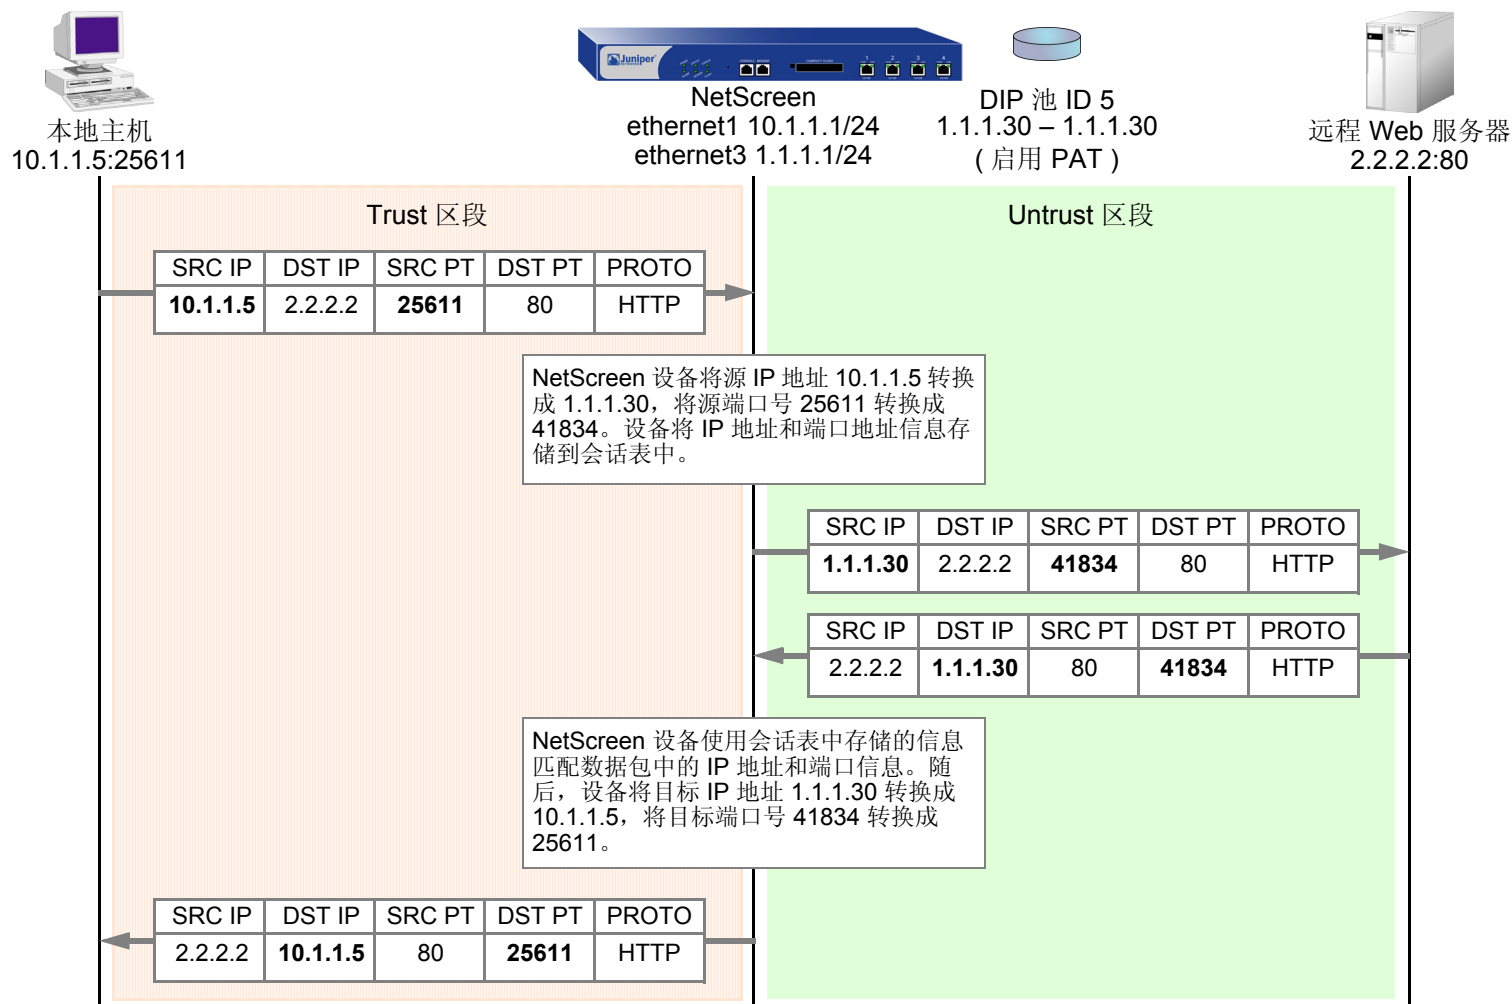 Juniper
NETWORKS
CONSOLE MODEM
COMPACT FLASH
1 2 3 4
本地主机
10.1.1.5:25611
NetScreen
ethernet1 10.1.1.1/24
ethernet3 1.1.1.1/24
DIP 池 ID 5
1.1.1.30 – 1.1.1.30
( 启用 PAT )
远程 Web 服务器
2.2.2.2:80
Trust 区段
Untrust 区段
SRC IP DST IP SRC PT DST PT PROTO
10.1.1.5 2.2.2.2 25611 80 HTTP
NetScreen 设备将源 IP 地址 10.1.1.5 转换
成 1.1.1.30，将源端口号 25611 转换成
41834。设备将 IP 地址和端口地址信息存
储到会话表中。
SRC IP DST IP SRC PT DST PT PROTO
1.1.1.30 2.2.2.2 41834 80 HTTP
SRC IP DST IP SRC PT DST PT PROTO
2.2.2.2 1.1.1.30 80 41834 HTTP
NetScreen 设备使用会话表中存储的信息
匹配数据包中的 IP 地址和端口信息。随
后，设备将目标 IP 地址 1.1.1.30 转换成
10.1.1.5，将目标端口号 41834 转换成
25611。
SRC IP DST IP SRC PT DST PT PROTO
2.2.2.2 10.1.1.5 80 25611 HTTP